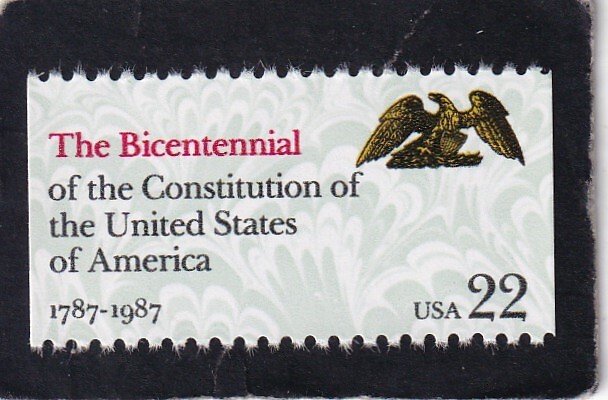 The Bicentennial
of the Constitution of
the United States
of America
1787-1987
USA 22